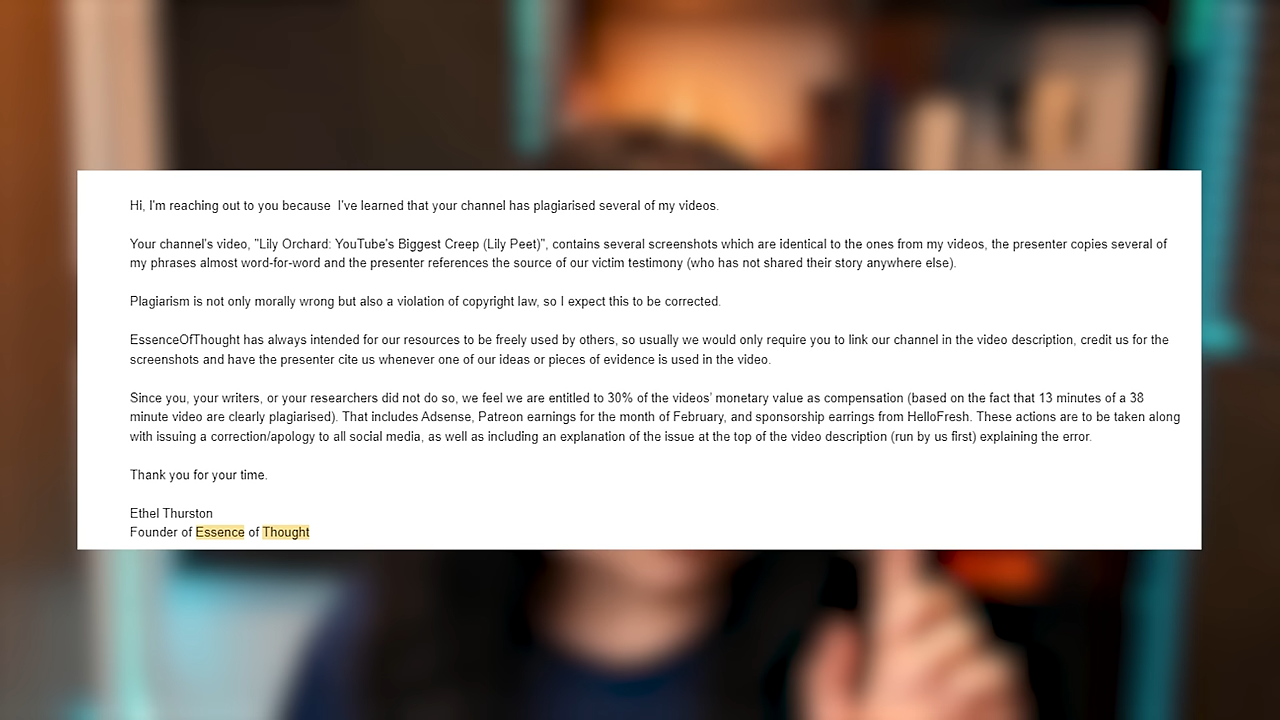 Hi, I'm reaching out to you because  I've learned that your channel has plagiarised several of my videos.
Your channel's video, "Lily Orchard: YouTube's Biggest Creep (Lily Peet)", contains several screenshots which are identical to the ones from my videos, the presenter copies several of
my phrases almost word-for-word and the presenter references the source of our victim testimony (who has not shared their story anywhere else).
Plagiarism is not only morally wrong but also a violation of copyright law, so I expect this to be corrected.
EssenceOfThought has always intended for our resources to be freely used by others, so usually we would only require you to link our channel in the video description, credit us for the
screenshots and have the presenter cite us whenever one of our ideas or pieces of evidence is used in the video.
Since you, your writers, or your researchers did not do so, we feel we are entitled to 30% of the videos' monetary value as compensation (based on the fact that 13 minutes of a 38
minute video are clearly plagiarised). That includes Adsense, Patreon earnings for the month of February, and sponsorship earrings from HelloFresh. These actions are to be taken along
with issuing a correction/apology to all social media, as well as including an explanation of the issue at the top of the video description (run by us first) explaining the error.
Thank you for your time.
Ethel Thurston
Founder of Essence of Thought